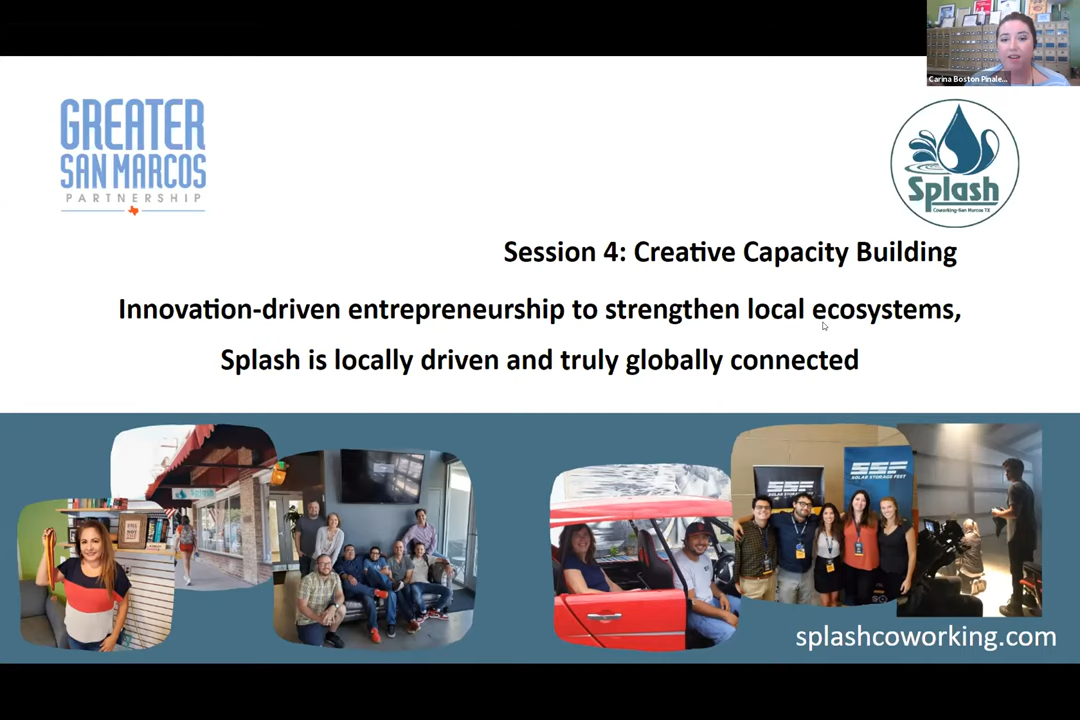 Carina Boston Pinale...
GREATER
SAN MARCOS
PARTNERSHIP
Splash
Coworking-San Marcos TX
Session 4: Creative Capacity Building
Innovation-driven entrepreneurship to strengthen local ecosystems,
Splash is locally driven and truly globally connected
Splash
SSF
SSF
SOLAR STORAGE FEST
splashcoworking.com